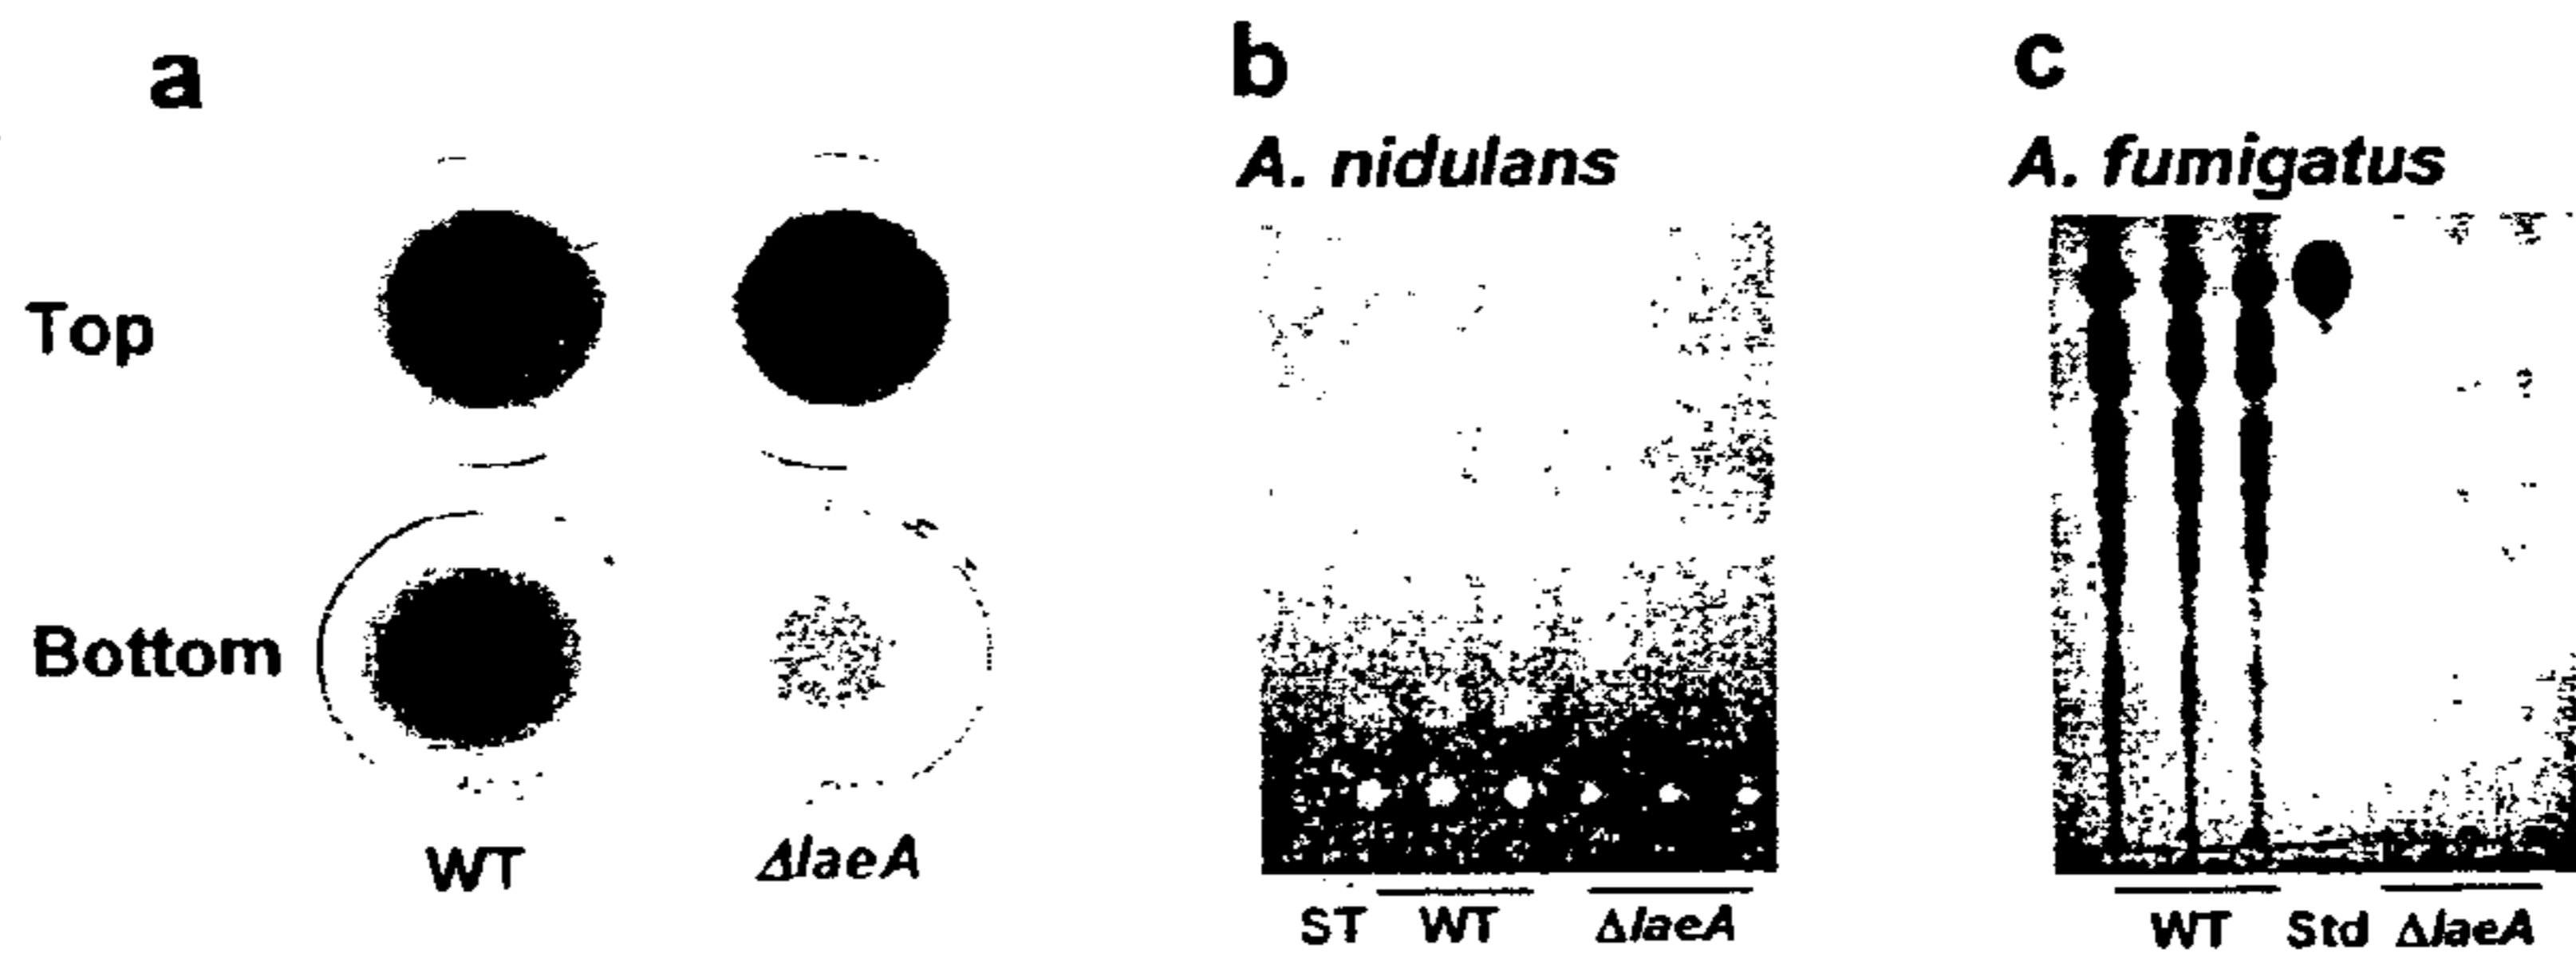 a
b
c
A. nidulans
A. fumigatus
Top
Bottom
WT
ΔlaeA
ST
WT
ΔlaeA
WT
Std
ΔlaeA